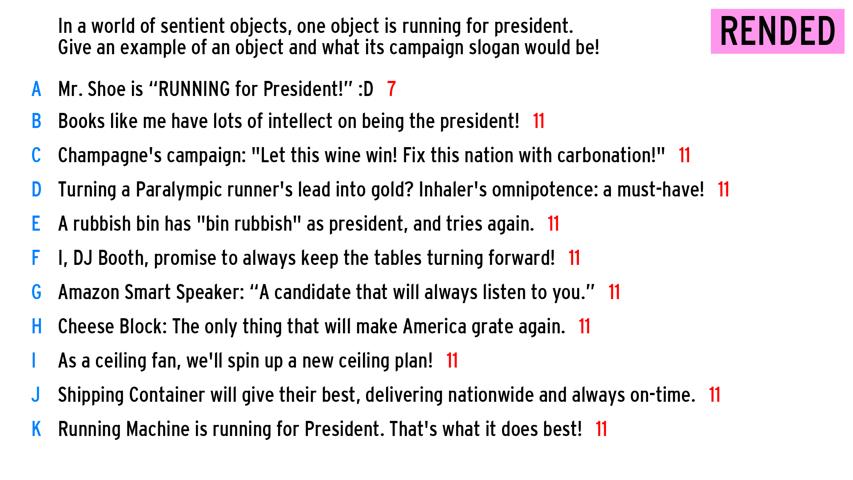 In a world of sentient objects, one object is running for president.
Give an example of an object and what its campaign slogan would be!
RENDED
A Mr. Shoe is “RUNNING for President!” :D 7
B Books like me have lots of intellect on being the president! 11
C Champagne's campaign: "Let this wine win! Fix this nation with carbonation!" 11
D Turning a Paralympic runner's lead into gold? Inhaler's omnipotence: a must-have! 11
E A rubbish bin has "bin rubbish" as president, and tries again. 11
F I, DJ Booth, promise to always keep the tables turning forward! 11
G Amazon Smart Speaker: “A candidate that will always listen to you.” 11
H Cheese Block: The only thing that will make America grate again. 11
I As a ceiling fan, we'll spin up a new ceiling plan! 11
J Shipping Container will give their best, delivering nationwide and always on-time. 11
K Running Machine is running for President. That's what it does best! 11